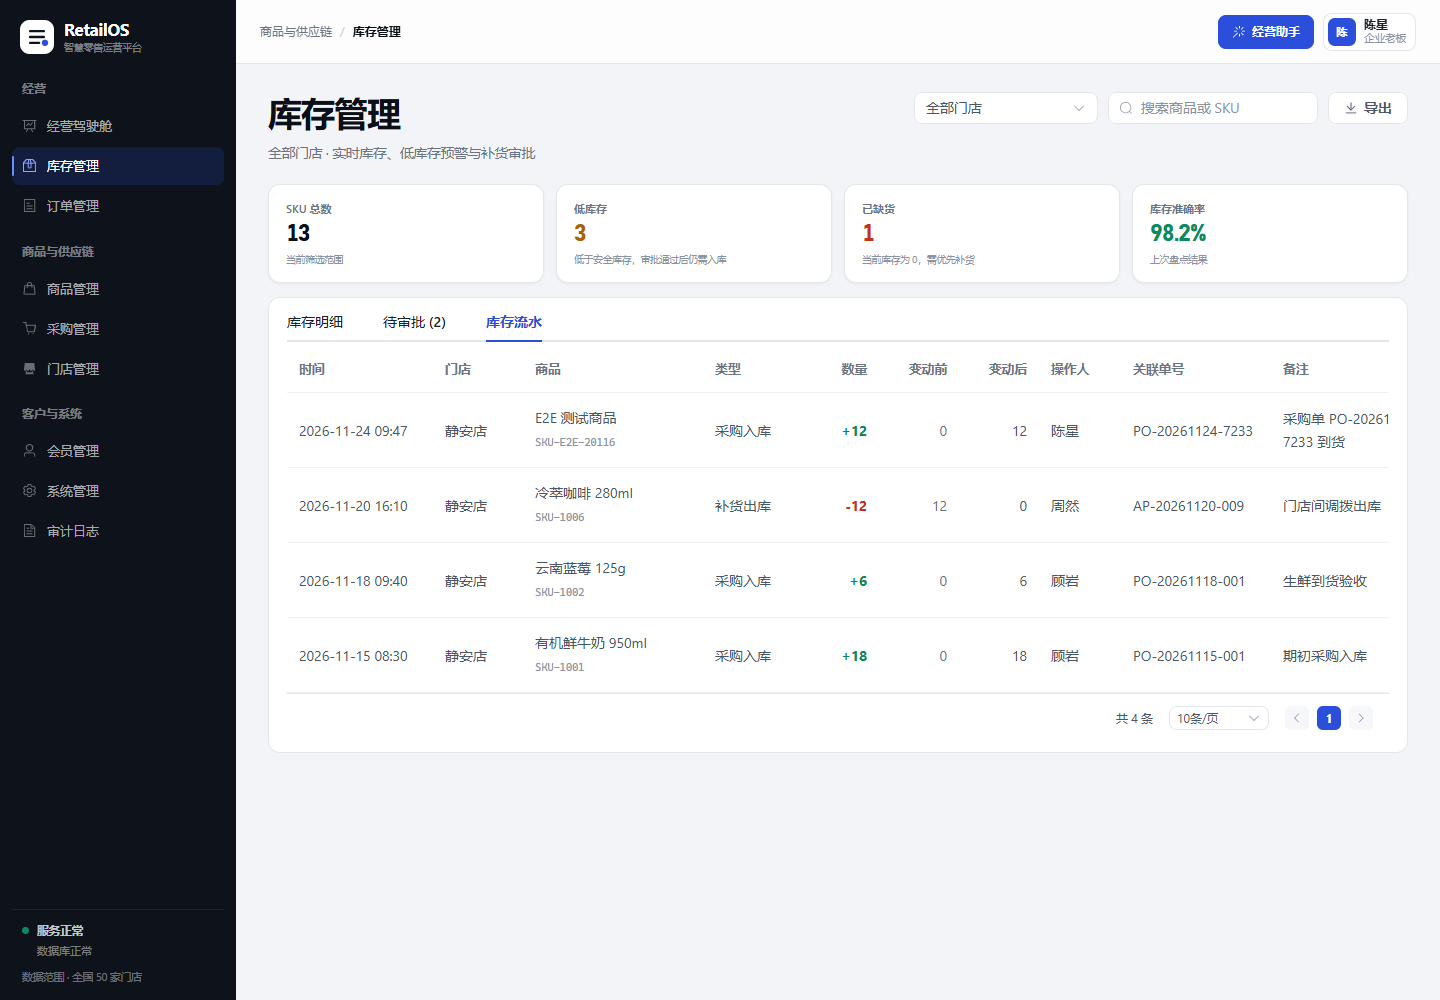 RetailOS
智慧零售运营平台
经营
经营驾驶舱
库存管理
订单管理
商品与供应链
商品管理
采购管理
门店管理
客户与系统
会员管理
系统管理
审计日志
服务正常
数据库正常
数据范围 · 全国 50 家门店
商品与供应链 / 库存管理
经营助手
陈
陈星
企业老板
库存管理
全部门店 · 实时库存、低库存预警与补货审批
全部门店
搜索商品或 SKU
导出
SKU 总数
13
当前筛选范围
低库存
3
低于安全库存，审批通过后仍需入库
已缺货
1
当前库存为 0，需优先补货
库存准确率
98.2%
上次盘点结果
库存明细 待审批 (2) 库存流水
时间 门店 商品 类型 数量 变动前 变动后 操作人 关联单号 备注
2026-11-24 09:47 静安店 E2E 测试商品 SKU-E2E-20116 采购入库 +12 0 12 陈星 PO-20261124-7233 采购单 PO-20261
7233 到货
2026-11-20 16:10 静安店 冷萃咖啡 280ml SKU-1006 补货出库 -12 12 0 周然 AP-20261120-009 门店间调拨出库
2026-11-18 09:40 静安店 云南蓝莓 125g SKU-1002 采购入库 +6 0 6 顾岩 PO-20261118-001 生鲜到货验收
2026-11-15 08:30 静安店 有机鲜牛奶 950ml SKU-1001 采购入库 +18 0 18 顾岩 PO-20261115-001 期初采购入库
共 4 条 10条/页 1